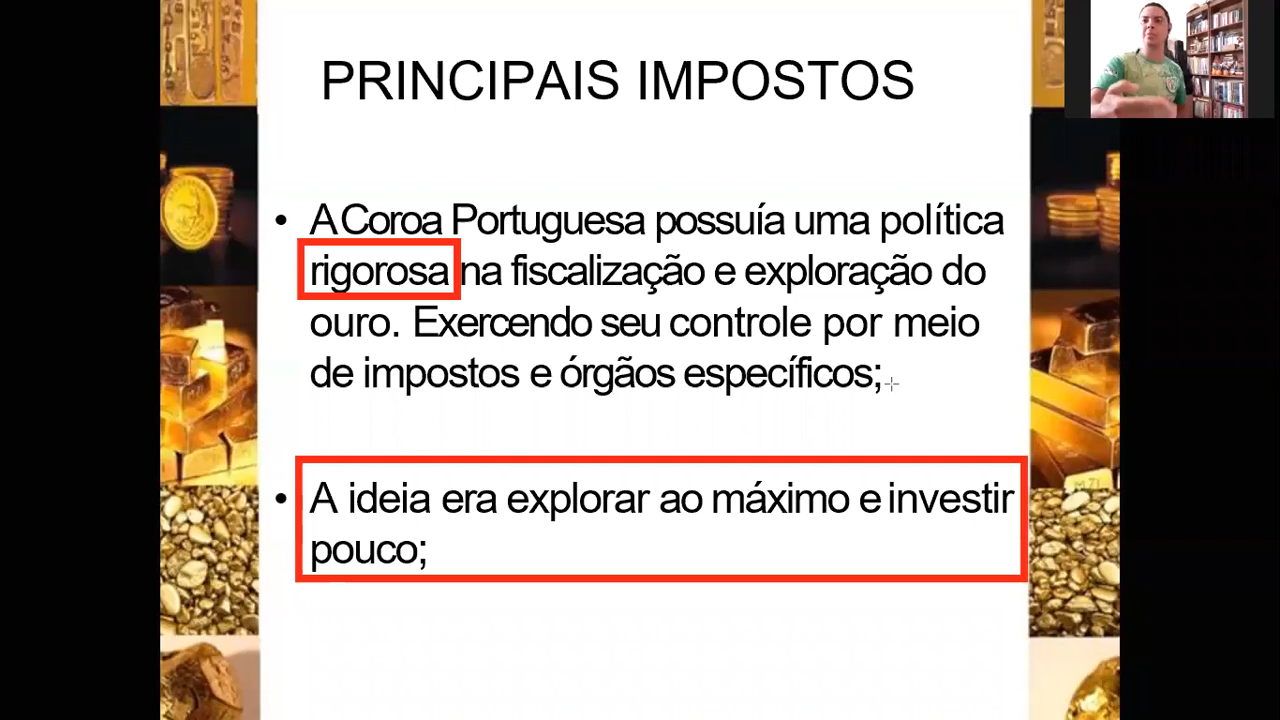 PRINCIPAIS IMPOSTOS
• A Coroa Portuguesa possuía uma política
rigorosa na fiscalização e exploração do
ouro. Exercendo seu controle por meio
de impostos e órgãos específicos;
• A ideia era explorar ao máximo e investir
pouco;